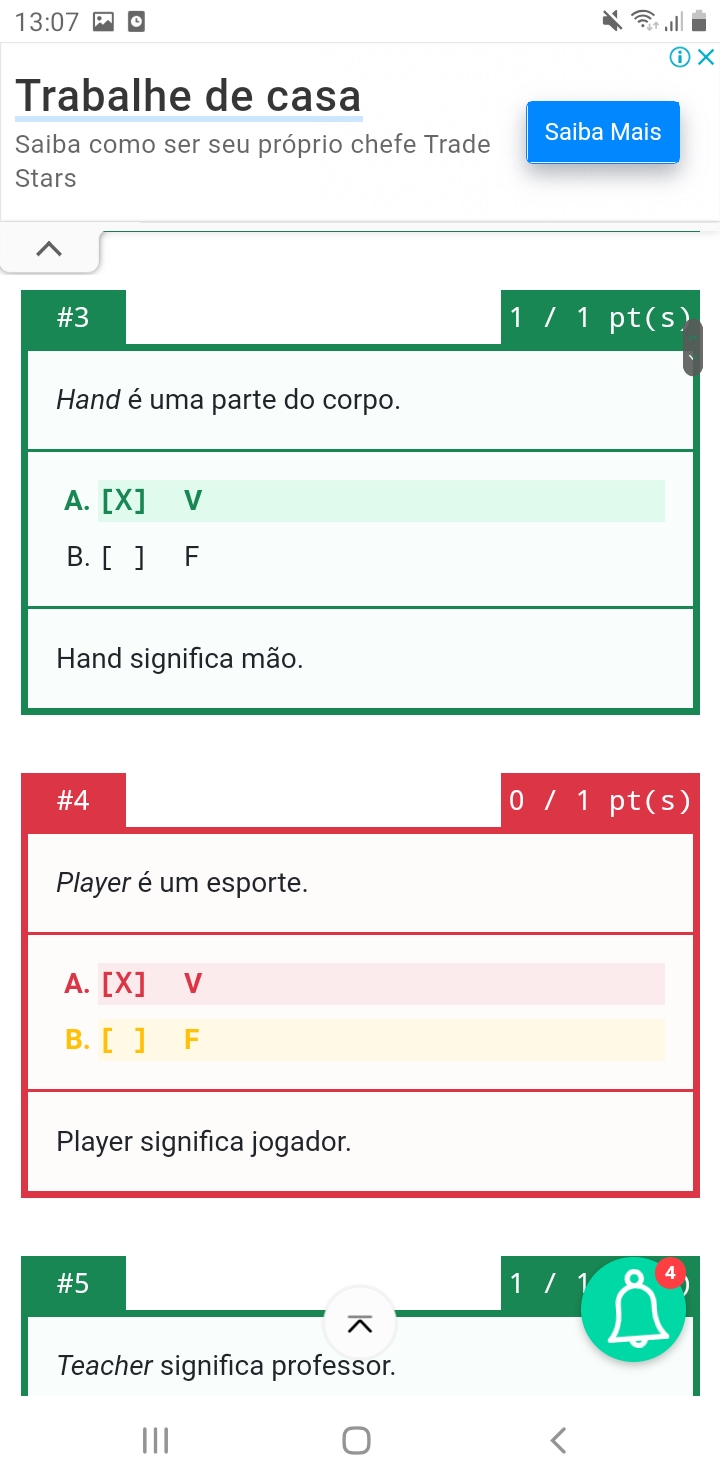 13:07
Trabalhe de casa
Saiba como ser seu próprio chefe Trade
Stars
Saiba Mais
#3
1 / 1 pt(s)
Hand é uma parte do corpo.
A. [X] V
B. [ ] F
Hand significa mão.
#4
0 / 1 pt(s)
Player é um esporte.
A. [X] V
B. [ ] F
Player significa jogador.
#5
1 / 1
4
Teacher significa professor.